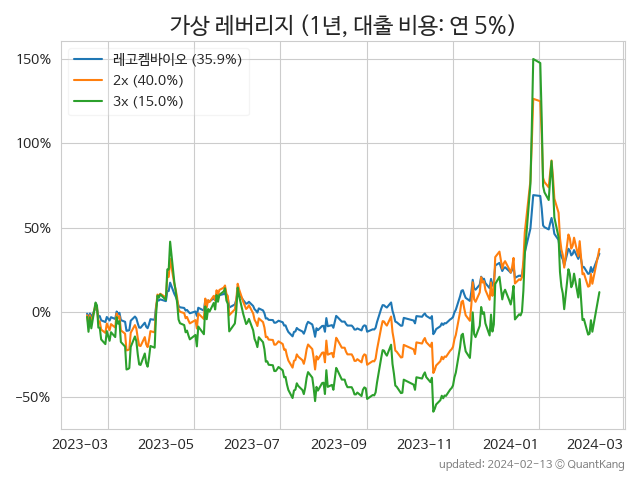 가상 레버리지 (1년, 대출 비용: 연 5%)
레고켐바이오 (35.9%)
2x (40.0%)
3x (15.0%)
150%
100%
50%
0%
−50%
2023-03 2023-05 2023-07 2023-09 2023-11 2024-01 2024-03
updated: 2024-02-13 © QuantKang